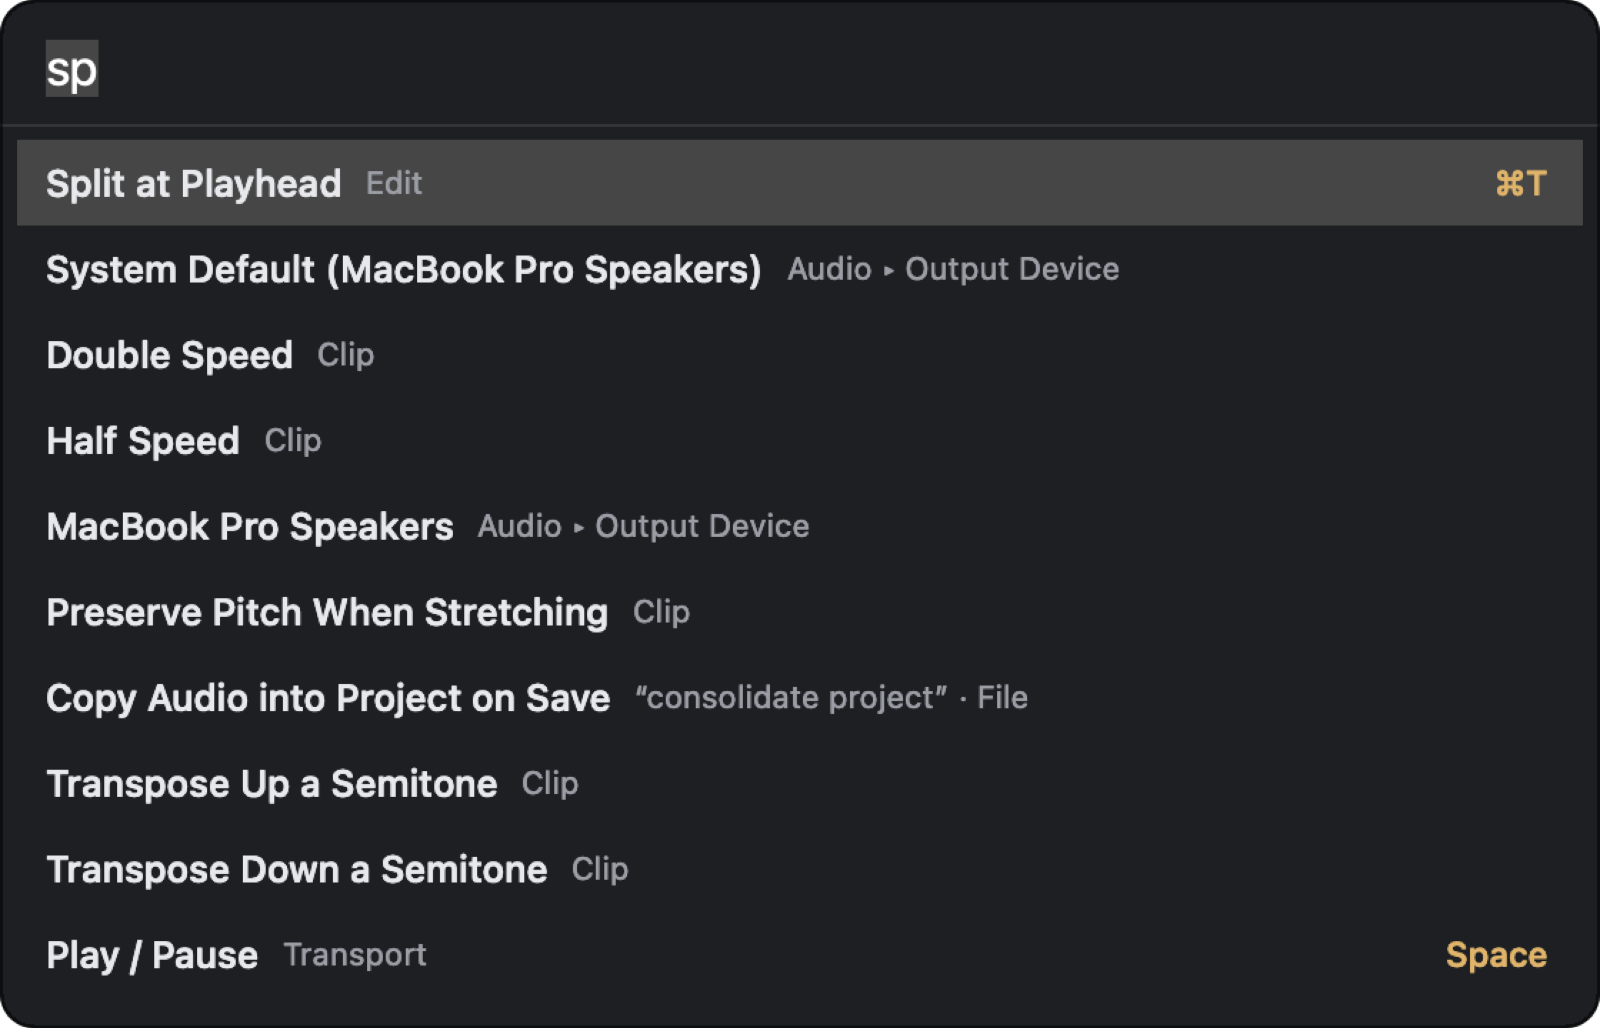 sp
Split at Playhead Edit ⌘T
System Default (MacBook Pro Speakers) Audio ▸ Output Device
Double Speed Clip
Half Speed Clip
MacBook Pro Speakers Audio ▸ Output Device
Preserve Pitch When Stretching Clip
Copy Audio into Project on Save “consolidate project” · File
Transpose Up a Semitone Clip
Transpose Down a Semitone Clip
Play / Pause Transport Space